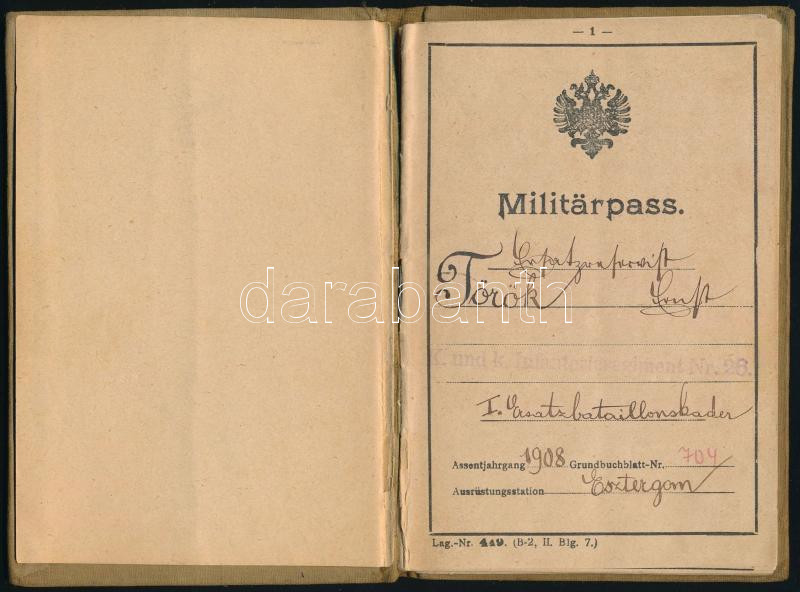 — 1 —
Militärpass.
Ersatzreservist
Török Ernst
darabanth
K. und k. Infanterieregiment Nr. 26.
I. Ersatzbataillonskader
Assentjahrgang 1908 Grundbuchblatt-Nr. 704
Ausrüstungsstation Esztergom
Lag.-Nr. 449. (B-2, II. Blg. 7.)